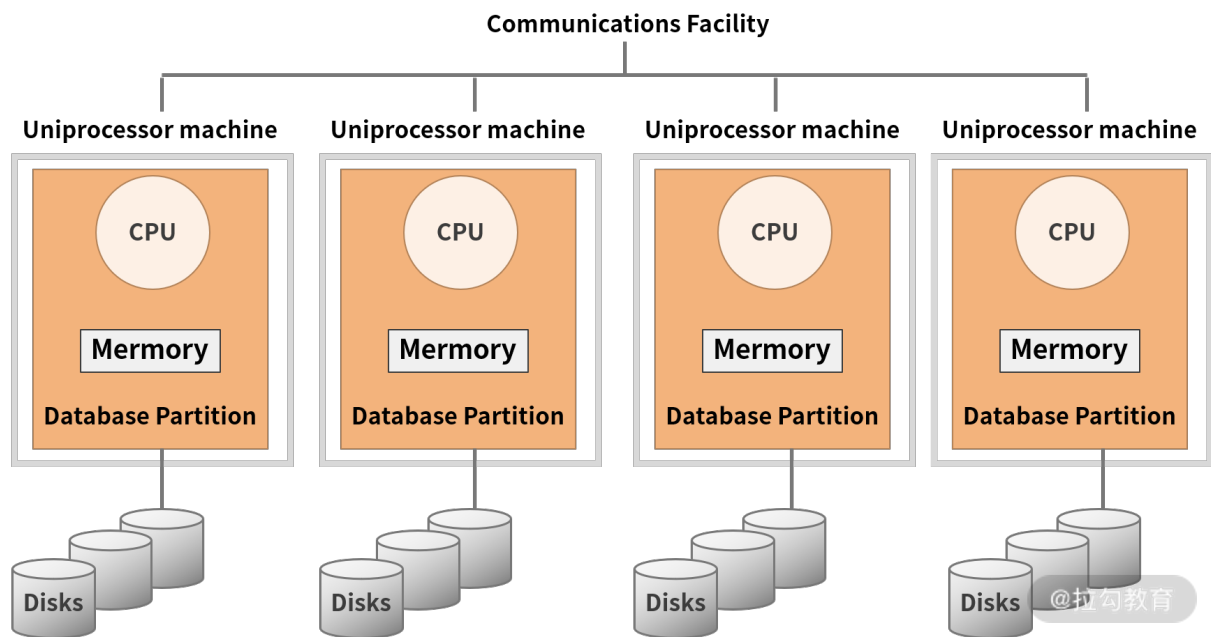 Communications Facility
Uniprocessor machine
Uniprocessor machine
Uniprocessor machine
Uniprocessor machine
CPU
CPU
CPU
CPU
Mermory
Mermory
Mermory
Mermory
Database Partition
Database Partition
Database Partition
Database Partition
Disks
Disks
Disks
Disks
@拉勾教育